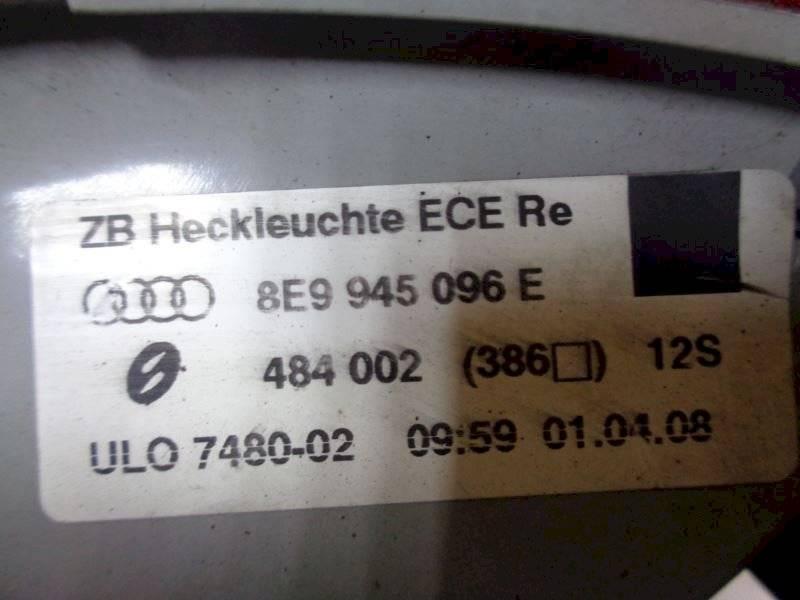 ZB Heckleuchte ECE Re
8E9 945 096 E
484 002 (386□) 12S
ULO 7480-02 09:59 01.04.08